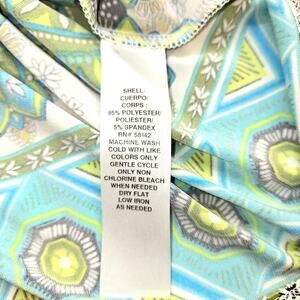 SHELL:
CUERPO/
CORPS :
95% POLYESTER/
POLIESTER/
5% SPANDEX
RN# 58142
MACHINE WASH
COLD WITH LIKE
COLORS ONLY
GENTLE CYCLE
ONLY NON
CHLORINE BLEACH
WHEN NEEDED
DRY FLAT
LOW IRON
AS NEEDED